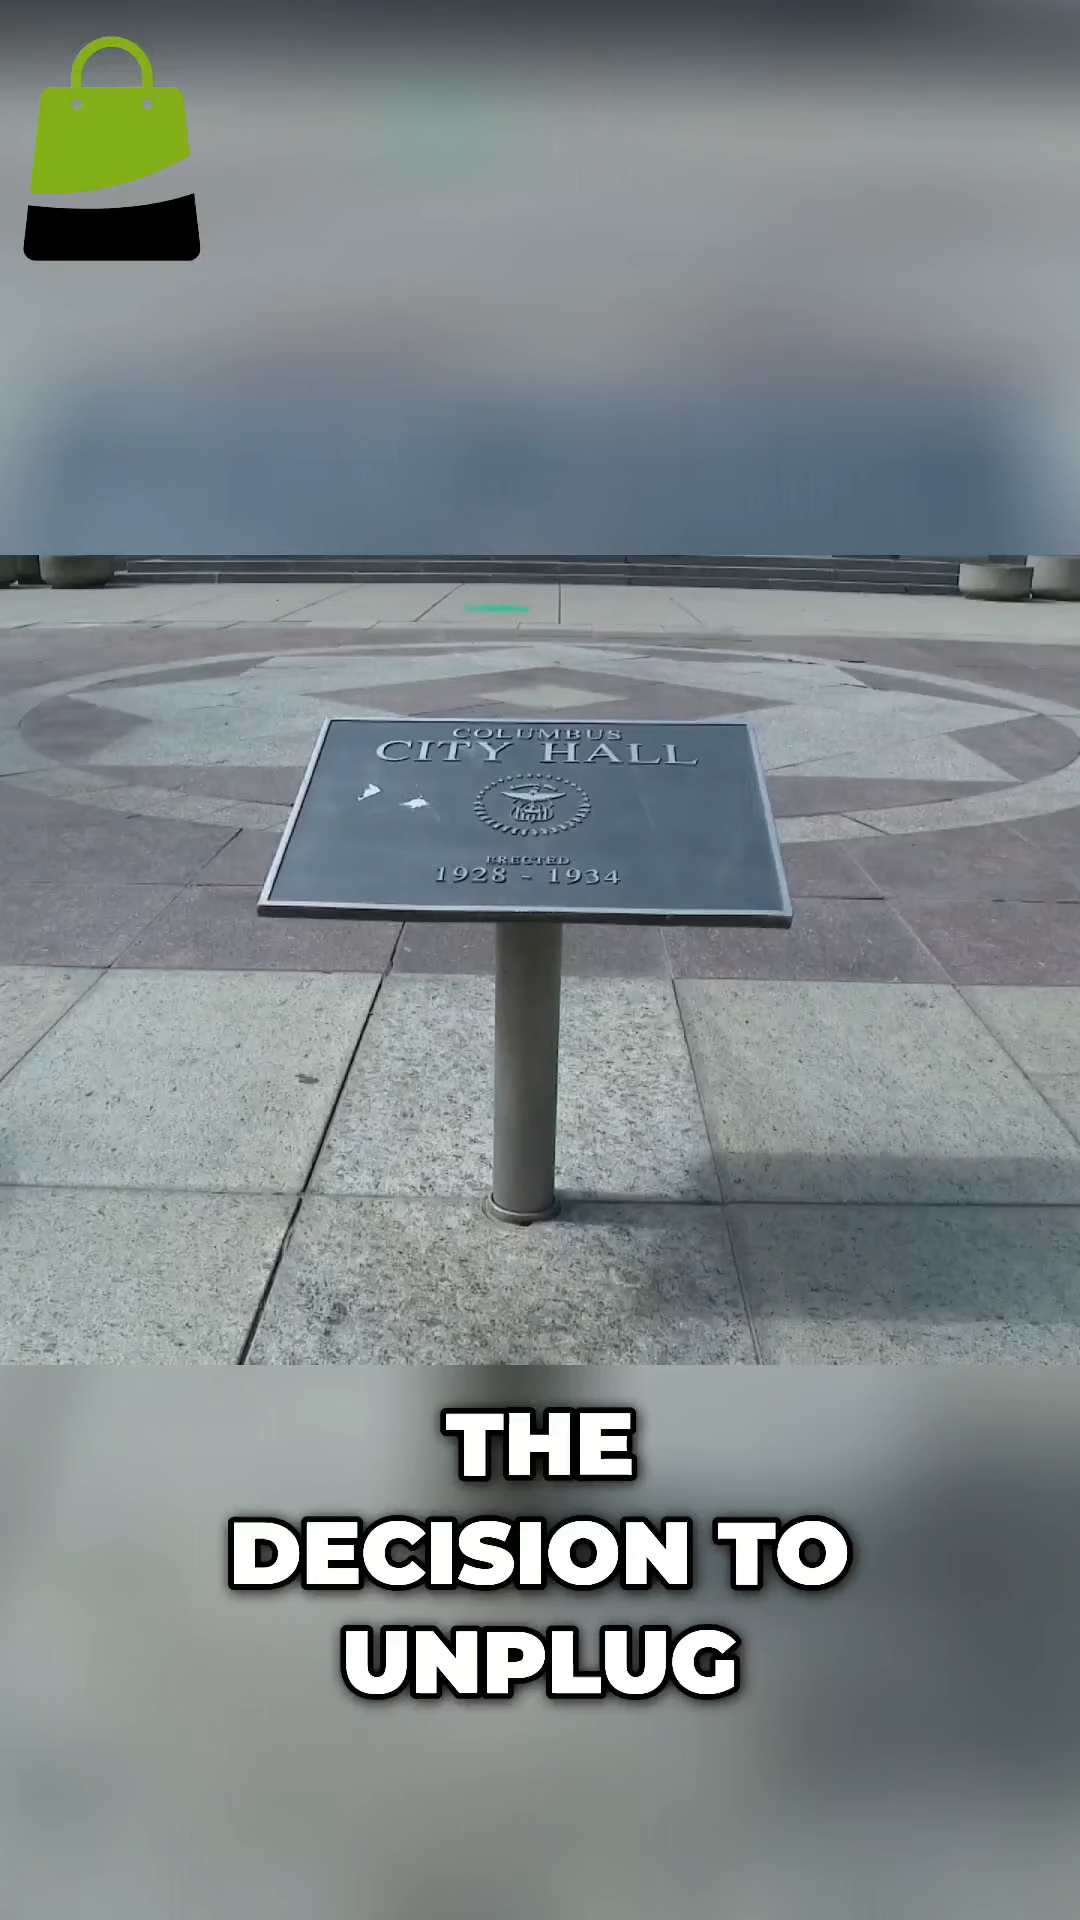 COLUMBUS
CITY HALL
ERECTED
1928 - 1934
THE
DECISION TO
UNPLUG